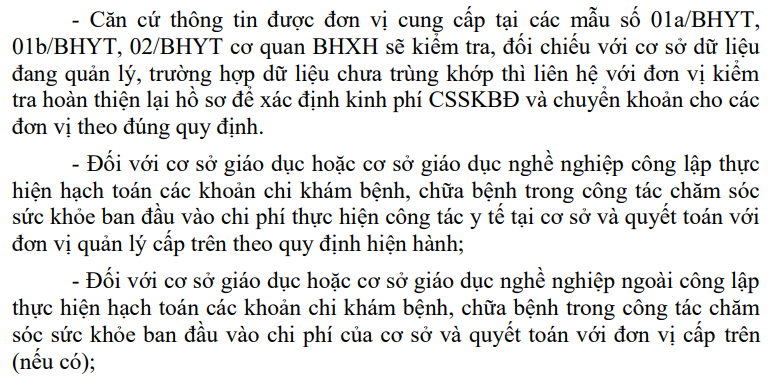 - Căn cứ thông tin được đơn vị cung cấp tại các mẫu số 01a/BHYT,
01b/BHYT, 02/BHYT cơ quan BHXH sẽ kiểm tra, đối chiếu với cơ sở dữ liệu
đang quản lý, trường hợp dữ liệu chưa trùng khớp thì liên hệ với đơn vị kiểm
tra hoàn thiện lại hồ sơ để xác định kinh phí CSSKBĐ và chuyển khoản cho các
đơn vị theo đúng quy định.
- Đối với cơ sở giáo dục hoặc cơ sở giáo dục nghề nghiệp công lập thực
hiện hạch toán các khoản chi khám bệnh, chữa bệnh trong công tác chăm sóc
sức khỏe ban đầu vào chi phí thực hiện công tác y tế tại cơ sở và quyết toán với
đơn vị quản lý cấp trên theo quy định hiện hành;
- Đối với cơ sở giáo dục hoặc cơ sở giáo dục nghề nghiệp ngoài công lập
thực hiện hạch toán các khoản chi khám bệnh, chữa bệnh trong công tác chăm
sóc sức khỏe ban đầu vào chi phí của cơ sở và quyết toán với đơn vị cấp trên
(nếu có);